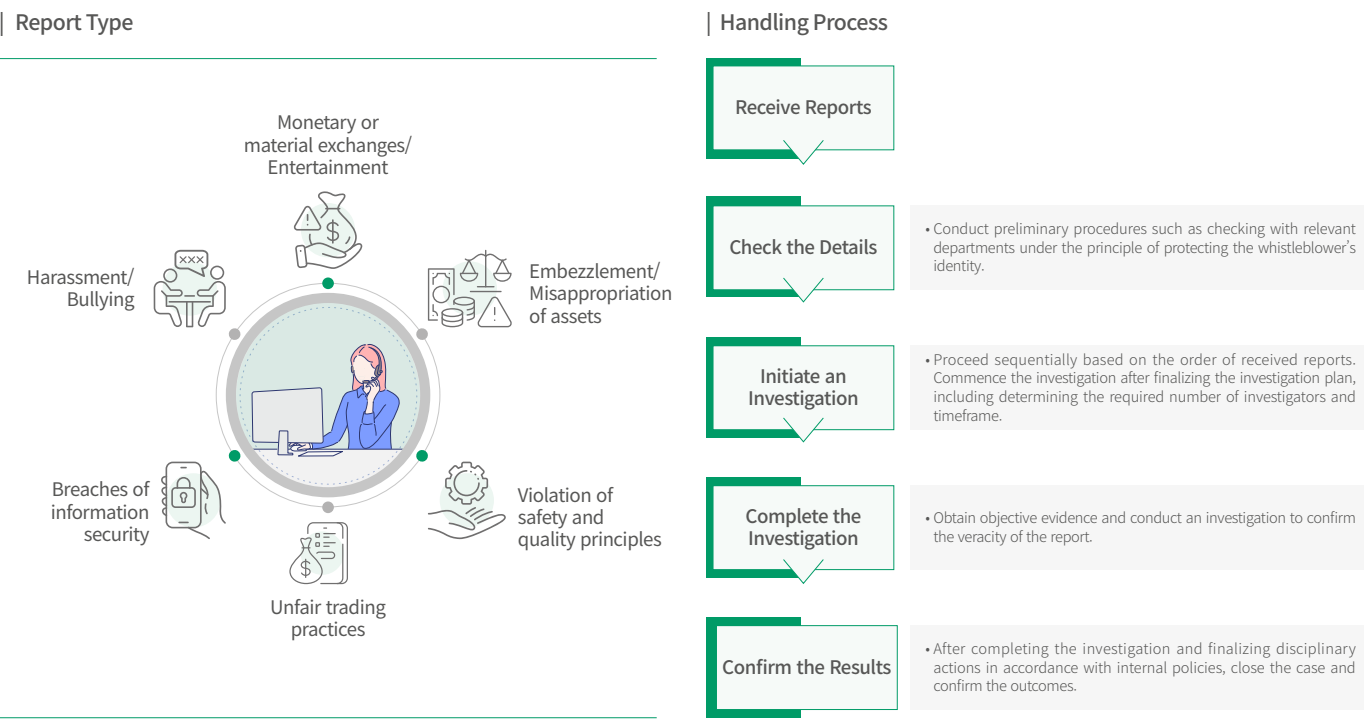 | Report Type
Monetary or
material exchanges/
Entertainment
$
xxx
Harassment/
Bullying
Embezzlement/
Misappropriation
of assets
Breaches of
information
security
Violation of
safety and
quality principles
$
Unfair trading
practices
| Handling Process
Receive Reports
Check the Details
• Conduct preliminary procedures such as checking with relevant
departments under the principle of protecting the whistleblower's
identity.
Initiate an
Investigation
• Proceed sequentially based on the order of received reports.
Commence the investigation after finalizing the investigation plan,
including determining the required number of investigators and
timeframe.
Complete the
Investigation
• Obtain objective evidence and conduct an investigation to confirm
the veracity of the report.
Confirm the Results
• After completing the investigation and finalizing disciplinary
actions in accordance with internal policies, close the case and
confirm the outcomes.